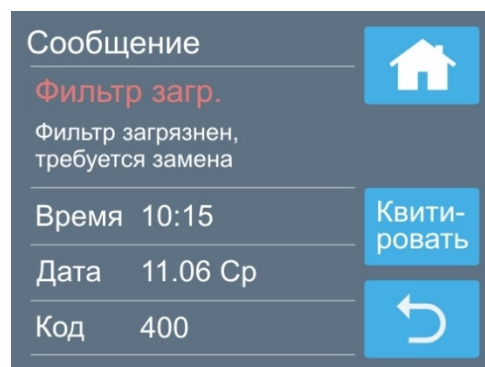 Сообщение
Фильтр загр.
Фильтр загрязнен,
требуется замена
Время 10:15
Квити-
ровать
Дата 11.06 Ср
Код 400